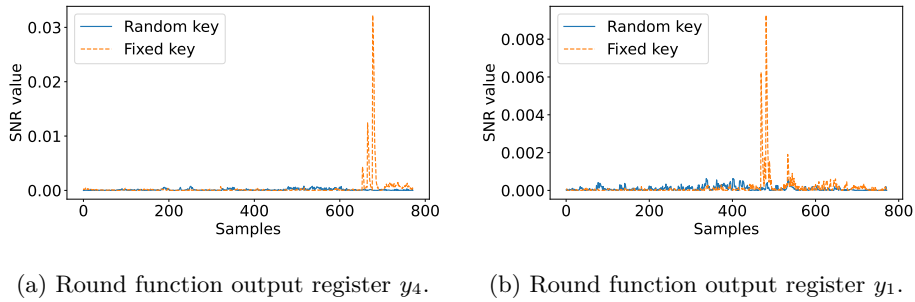 Random key
Fixed key
0.03
0.02
0.01
0.00
SNR value
0
200
400
600
800
Samples
Random key
Fixed key
0.008
0.006
0.004
0.002
0.000
SNR value
0
200
400
600
800
Samples
(a) Round function output register y₄.
(b) Round function output register y₁.